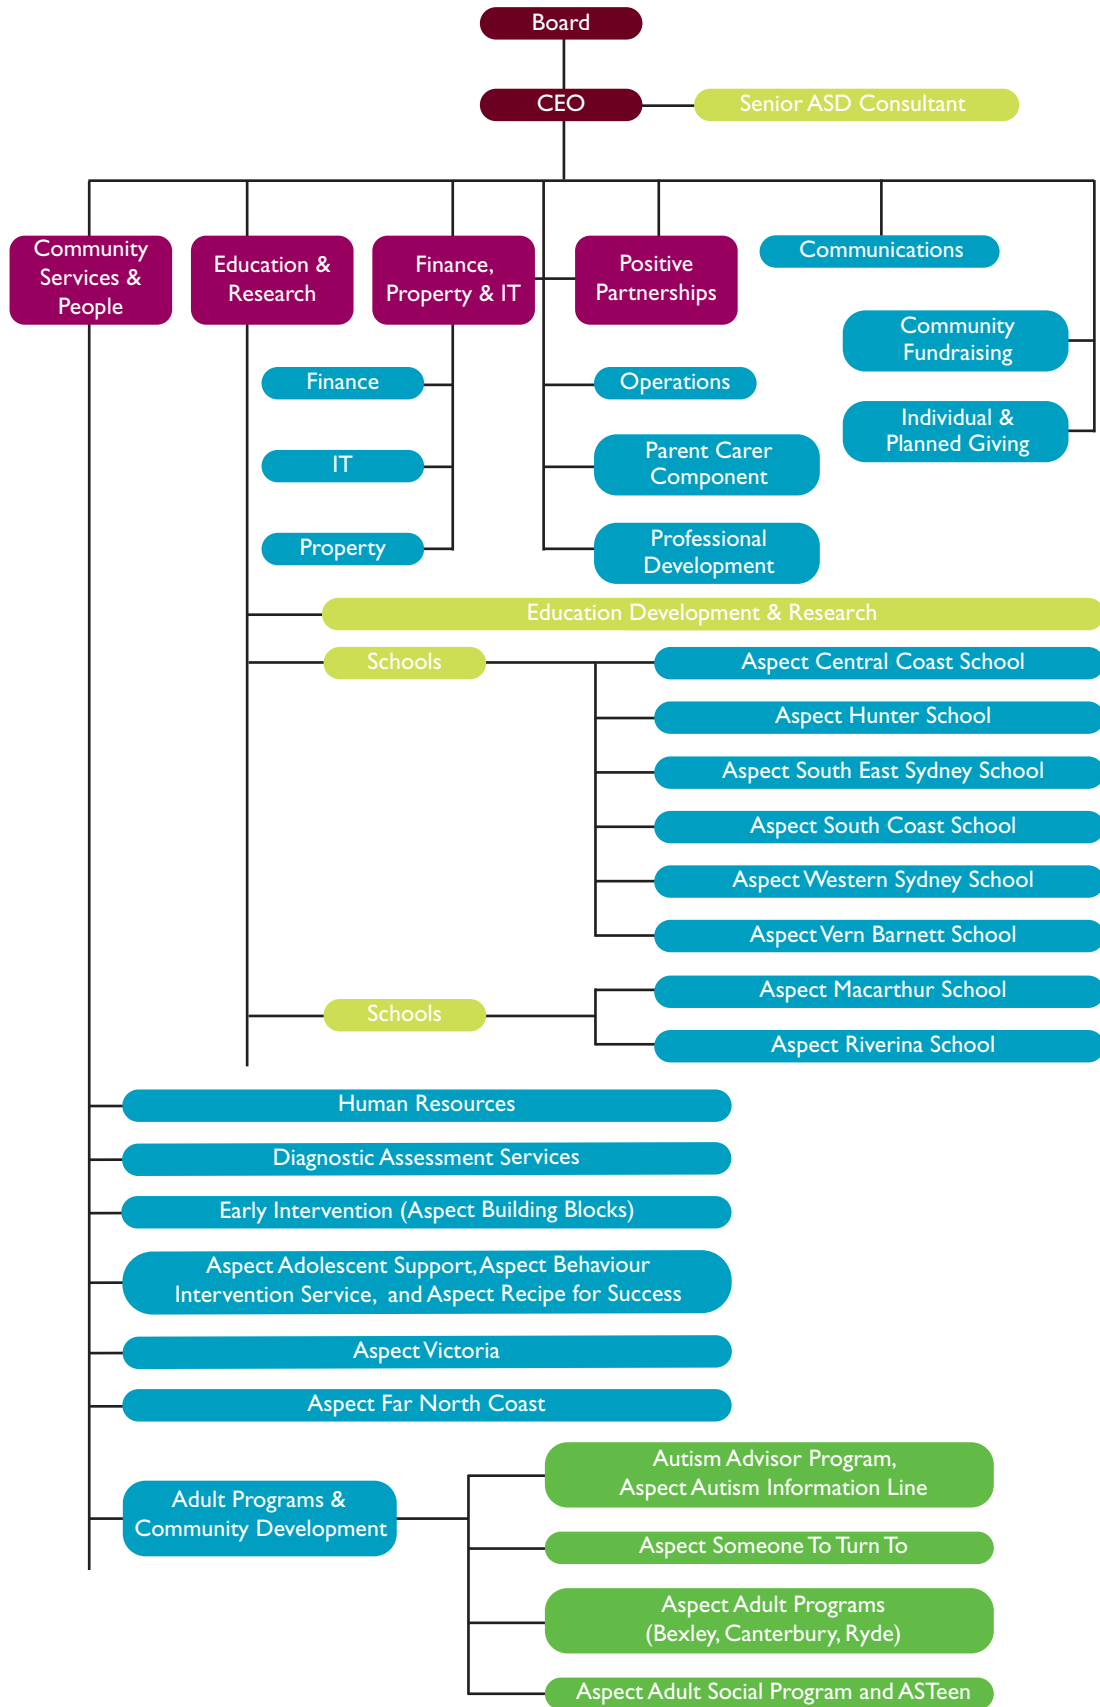 Board
CEO
Senior ASD Consultant
Community
Services &
People
Education &
Research
Finance,
Property & IT
Positive
Partnerships
Communications
Community
Fundraising
Individual &
Planned Giving
Finance
IT
Property
Operations
Parent Carer
Component
Professional
Development
Education Development & Research
Schools
Aspect Central Coast School
Aspect Hunter School
Aspect South East Sydney School
Aspect South Coast School
Aspect Western Sydney School
Aspect Vern Barnett School
Schools
Aspect Macarthur School
Aspect Riverina School
Human Resources
Diagnostic Assessment Services
Early Intervention (Aspect Building Blocks)
Aspect Adolescent Support, Aspect Behaviour
Intervention Service, and Aspect Recipe for Success
Aspect Victoria
Aspect Far North Coast
Adult Programs &
Community Development
Autism Advisor Program,
Aspect Autism Information Line
Aspect Someone To Turn To
Aspect Adult Programs
(Bexley, Canterbury, Ryde)
Aspect Adult Social Program and ASTeen